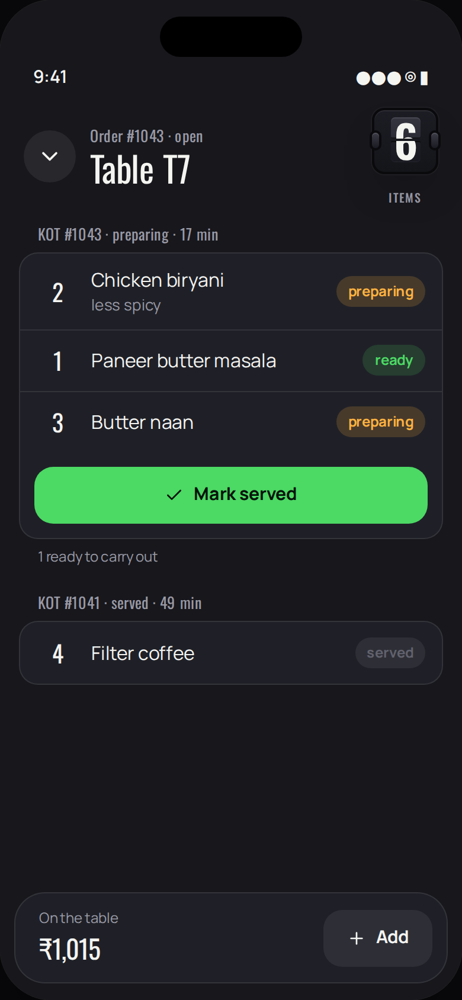 9:41
Order #1043 · open
Table T7
6
ITEMS
KOT #1043 · preparing · 17 min
2 Chicken biryani preparing
less spicy
1 Paneer butter masala ready
3 Butter naan preparing
Mark served
1 ready to carry out
KOT #1041 · served · 49 min
4 Filter coffee served
On the table
₹1,015
+ Add